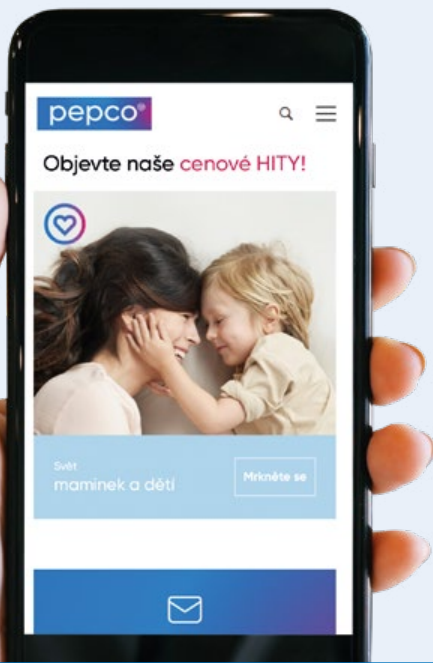 pepco®
Objevte naše cenové HITY!
Svět
maminek a dětí
Mrkněte se